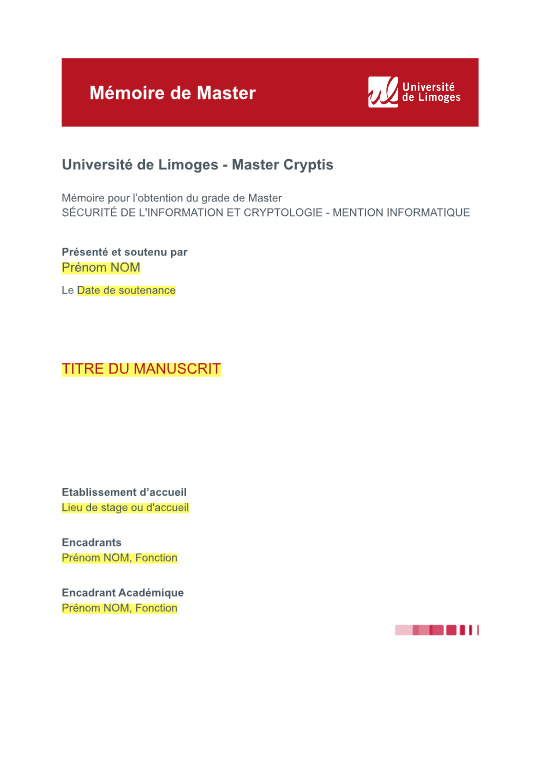 Mémoire de Master
Université
de Limoges
Université de Limoges - Master Cryptis
Mémoire pour l'obtention du grade de Master
SÉCURITÉ DE L'INFORMATION ET CRYPTOLOGIE - MENTION INFORMATIQUE
Présenté et soutenu par
Prénom NOM
Le Date de soutenance
TITRE DU MANUSCRIT
Etablissement d’accueil
Lieu de stage ou d'accueil
Encadrants
Prénom NOM, Fonction
Encadrant Académique
Prénom NOM, Fonction